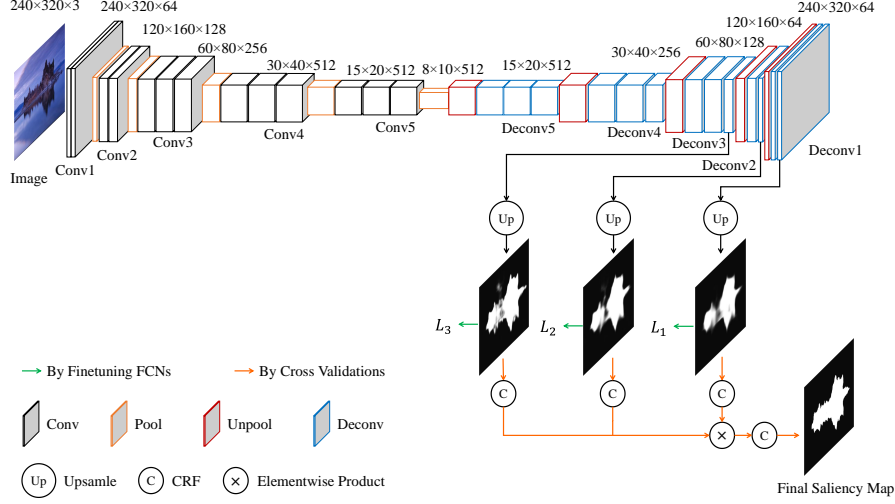 240×320×3
240×320×64
120×160×128
60×80×256
30×40×512
15×20×512
8×10×512
15×20×512
30×40×256
60×80×128
120×160×64
240×320×64
Image
Conv1
Conv2
Conv3
Conv4
Conv5
Deconv5
Deconv4
Deconv3
Deconv2
Deconv1
Up
Up
Up
L3
L2
L1
C
C
C
×
C
Final Saliency Map
By Finetuning FCNs
By Cross Validations
Conv
Pool
Unpool
Deconv
Up Upsamle
C CRF
× Elementwise Product